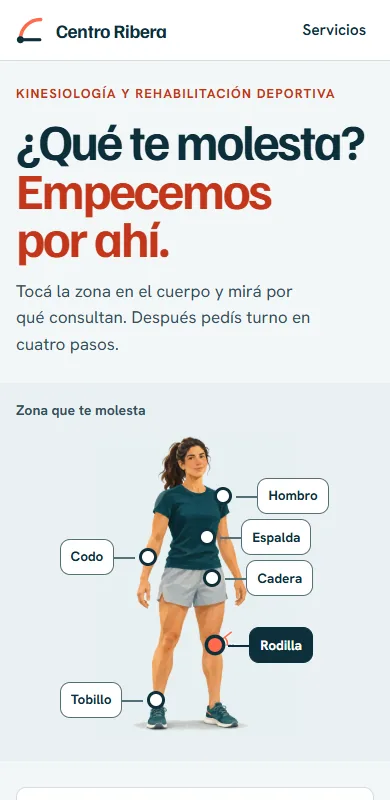 Centro Ribera
Servicios
KINESIOLOGÍA Y REHABILITACIÓN DEPORTIVA
¿Qué te molesta?
Empecemos
por ahí.
Tocá la zona en el cuerpo y mirá por
qué consultan. Después pedís turno en
cuatro pasos.
Zona que te molesta
Hombro
Espalda
Codo
Cadera
Rodilla
Tobillo